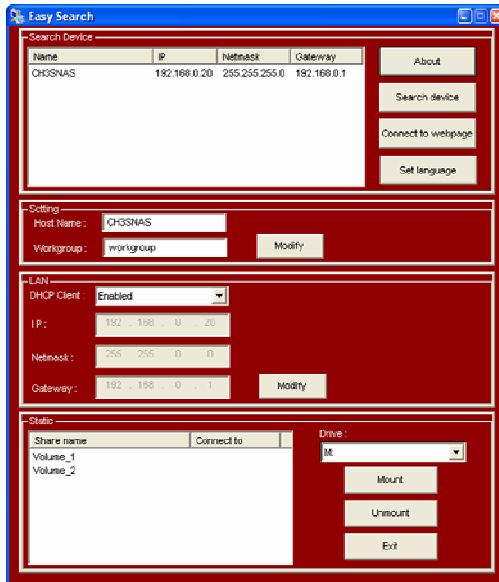 Easy Search
Search Device
Name IP Netmask Gateway
CH3SNAS 192.168.0.20 255.255.255.0 192.168.0.1
About
Search device
Connect to webpage
Set language
Setting
Host Name : CH3SNAS
Workgroup : workgroup
Modify
LAN
DHCP Client : Enabled
IP : 192 . 168 . 0 . 20
Netmask : 255 . 255 . 0 . 0
Gateway : 192 . 168 . 0 . 1
Modify
Static
Share name Connect to
Volume_1
Volume_2
Drive :
M:
Mount
Unmount
Exit